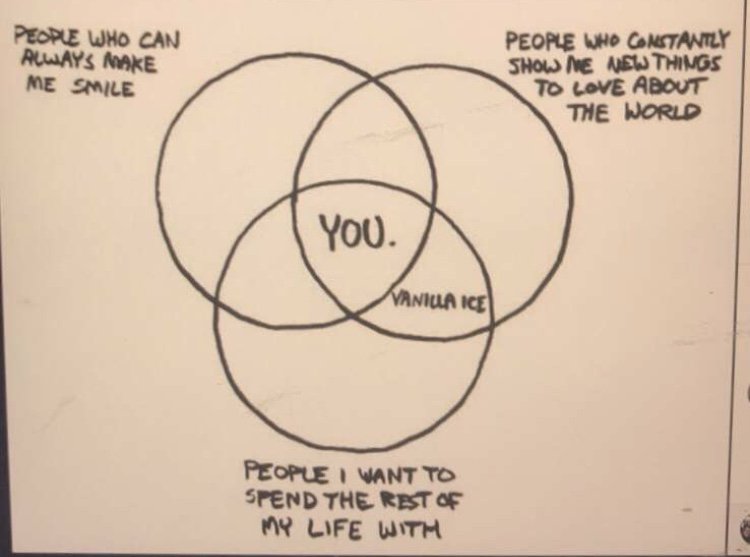 PEOPLE WHO CAN
ALWAYS MAKE
ME SMILE
PEOPLE WHO CONSTANTLY
SHOW ME NEW THINGS
TO LOVE ABOUT
THE WORLD
YOU.
VANILLA ICE
PEOPLE I WANT TO
SPEND THE REST OF
MY LIFE WITH